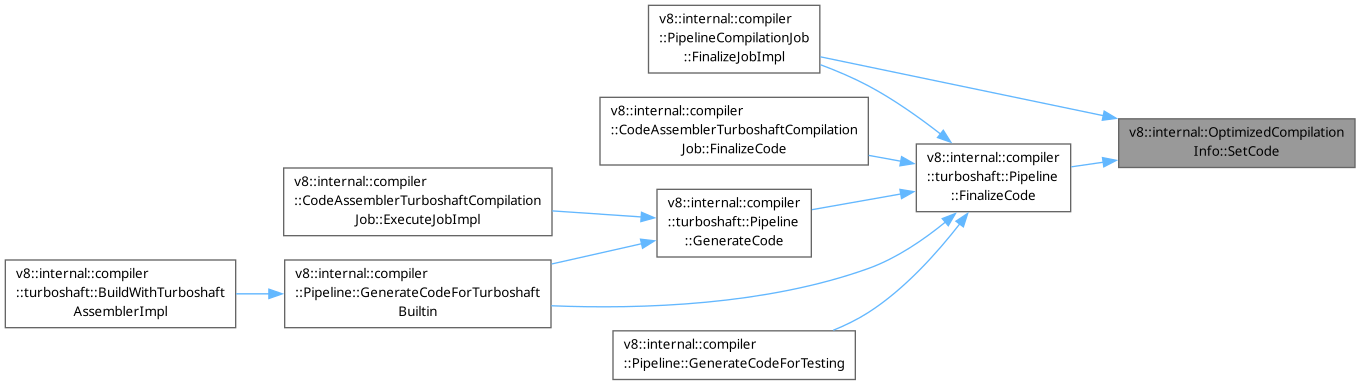 v8::internal::compiler
::PipelineCompilationJob
::FinalizeJobImpl
v8::internal::compiler
::CodeAssemblerTurboshaftCompilation
Job::FinalizeCode
v8::internal::OptimizedCompilation
Info::SetCode
v8::internal::compiler
::turboshaft::Pipeline
::FinalizeCode
v8::internal::compiler
::CodeAssemblerTurboshaftCompilation
Job::ExecuteJobImpl
v8::internal::compiler
::turboshaft::Pipeline
::GenerateCode
v8::internal::compiler
::turboshaft::BuildWithTurboshaft
AssemblerImpl
v8::internal::compiler
::Pipeline::GenerateCodeForTurboshaft
Builtin
v8::internal::compiler
::Pipeline::GenerateCodeForTesting